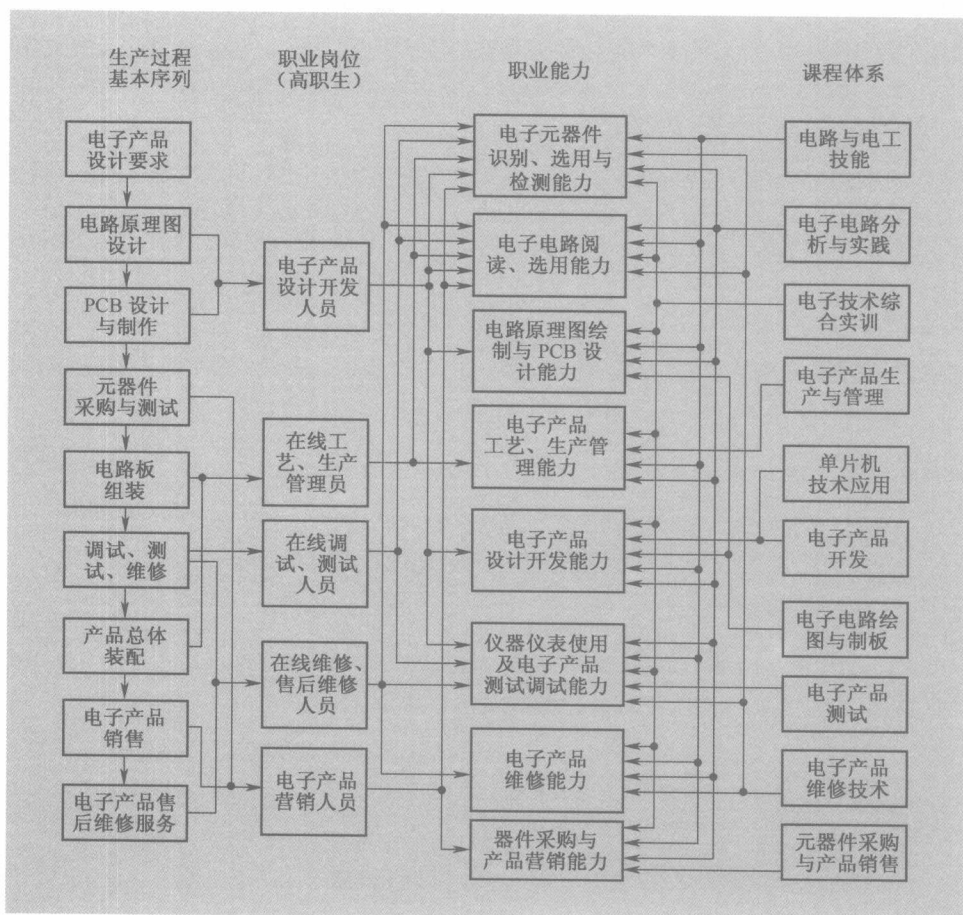 生产过程
基本序列
职业岗位
（高职生）
职业能力
课程体系
电子产品
设计要求
电路原理图
设计
PCB 设计
与制作
元器件
采购与测试
电路板
组装
调试、测
试、维修
产品总体
装配
电子产品
销售
电子产品售
后维修服务
电子产品
设计开发
人员
在线工
艺、生产
管理员
在线调
试、测试
人员
在线维修、
售后维修
人员
电子产品
营销人员
电子元器件
识别、选用与
检测能力
电子电路阅
读、选用能力
电路原理图绘
制与 PCB 设
计能力
电子产品
工艺、生产管
理能力
电子产品
设计开发能力
仪器仪表使用
及电子产品
测试调试能力
电子产品
维修能力
器件采购与
产品营销能力
电路与电工
技能
电子电路分
析与实践
电子技术综
合实训
电子产品生
产与管理
单片机
技术应用
电子产品
开发
电子电路绘
图与制板
电子产品
测试
电子产品
维修技术
元器件采购
与产品销售